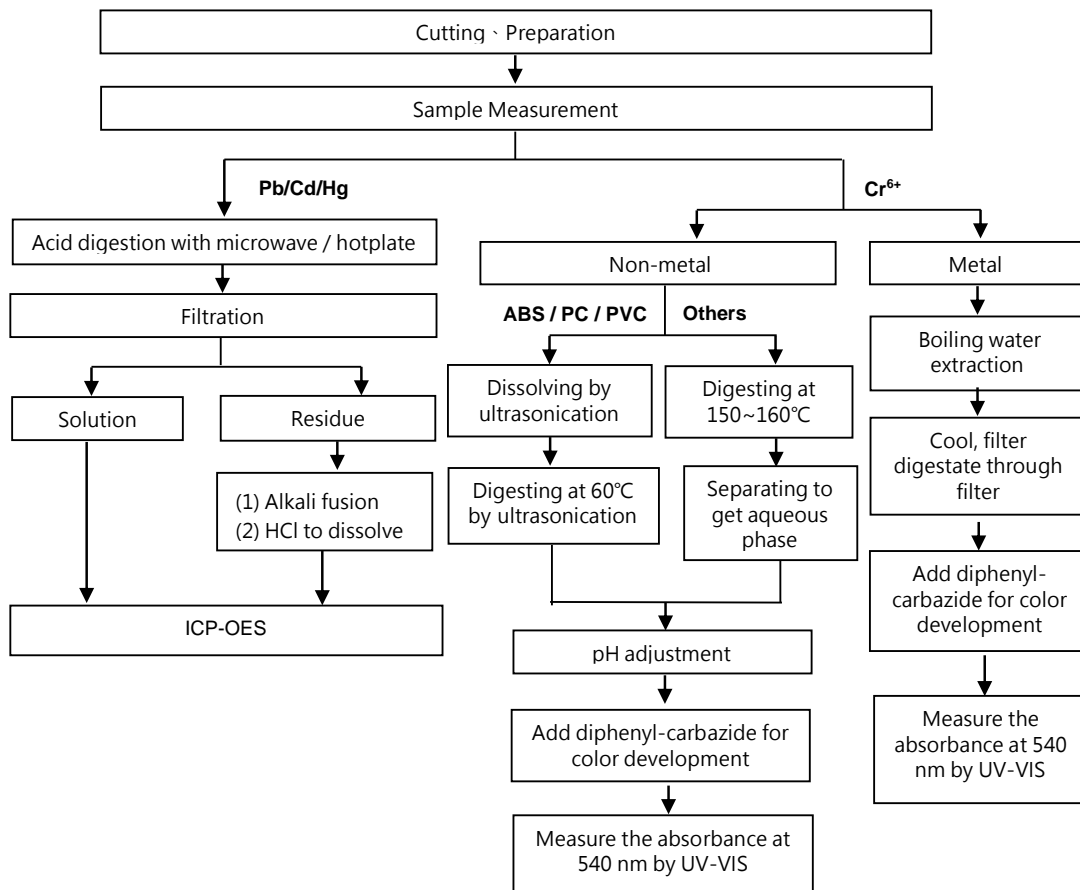 Cutting、Preparation
Sample Measurement
Pb/Cd/Hg
Cr⁶⁺
Acid digestion with microwave / hotplate
Filtration
Solution
Residue
(1) Alkali fusion
(2) HCl to dissolve
ICP-OES
Non-metal
ABS / PC / PVC
Others
Dissolving by
ultrasonication
Digesting at 60℃
by ultrasonication
Digesting at
150~160℃
Separating to
get aqueous
phase
pH adjustment
Add diphenyl-carbazide for
color development
Measure the absorbance at
540 nm by UV-VIS
Metal
Boiling water
extraction
Cool, filter
digestate through
filter
Add diphenyl-
carbazide for color
development
Measure the
absorbance at 540
nm by UV-VIS